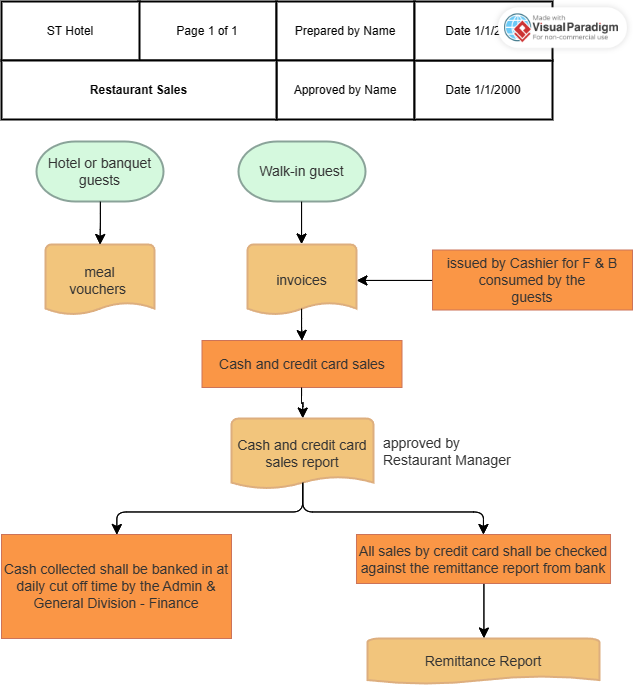 ST Hotel
Page 1 of 1
Prepared by Name
Date 1/1/2
Made with
Visual Paradigm
For non-commercial use
Restaurant Sales
Approved by Name
Date 1/1/2000
Hotel or banquet
guests
Walk-in guest
meal
vouchers
invoices
issued by Cashier for F & B
consumed by the
guests
Cash and credit card sales
Cash and credit card
sales report
approved by
Restaurant Manager
Cash collected shall be banked in at
daily cut off time by the Admin &
General Division - Finance
All sales by credit card shall be checked
against the remittance report from bank
Remittance Report